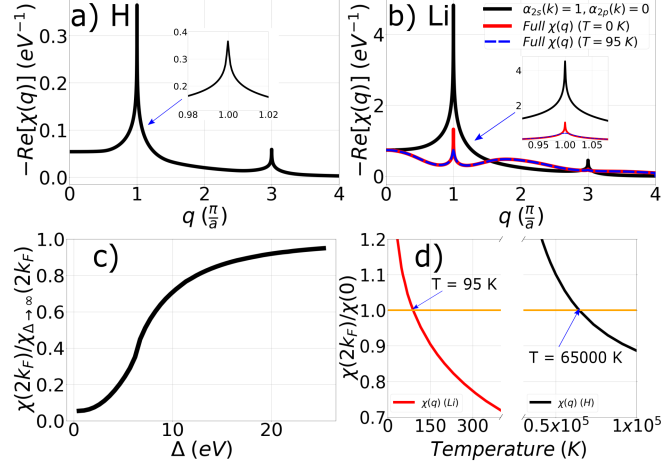 a) H
−Re[χ(q)] (eV⁻¹)
0.3
0.2
0.1
0.0
0 1 2 3 4
q (π/a)
0.4
0.3
0.2
0.98 1.00 1.02
b) Li
α₂ₛ(k) = 1, α₂ₚ(k) = 0
Full χ(q) (T = 0 K)
Full χ(q) (T = 95 K)
−Re[χ(q)] (eV⁻¹)
4
2
0
0 1 2 3 4
q (π/a)
4
2
0.95 1.00 1.05
c)
χ(2k_F)/χ_Δ→∞(2k_F)
1.0
0.8
0.6
0.4
0.2
0.0
0 10 20
Δ (eV)
d)
χ(2k_F)/χ(0)
1.2
1.1
1.0
0.9
0.8
0.7
T = 95 K
T = 65000 K
χ(q) (Li)
χ(q) (H)
0 150 300 0.5x10⁵ 1x10⁵
Temperature (K)